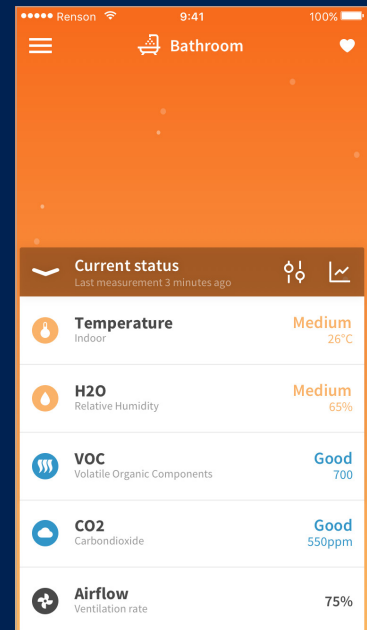 Renson 9:41 100%
Bathroom
Current status
Last measurement 3 minutes ago
Temperature Medium
Indoor 26°C
H2O Medium
Relative Humidity 65%
VOC Good
Volatile Organic Components 700
CO2 Good
Carbondioxide 550ppm
Airflow 75%
Ventilation rate